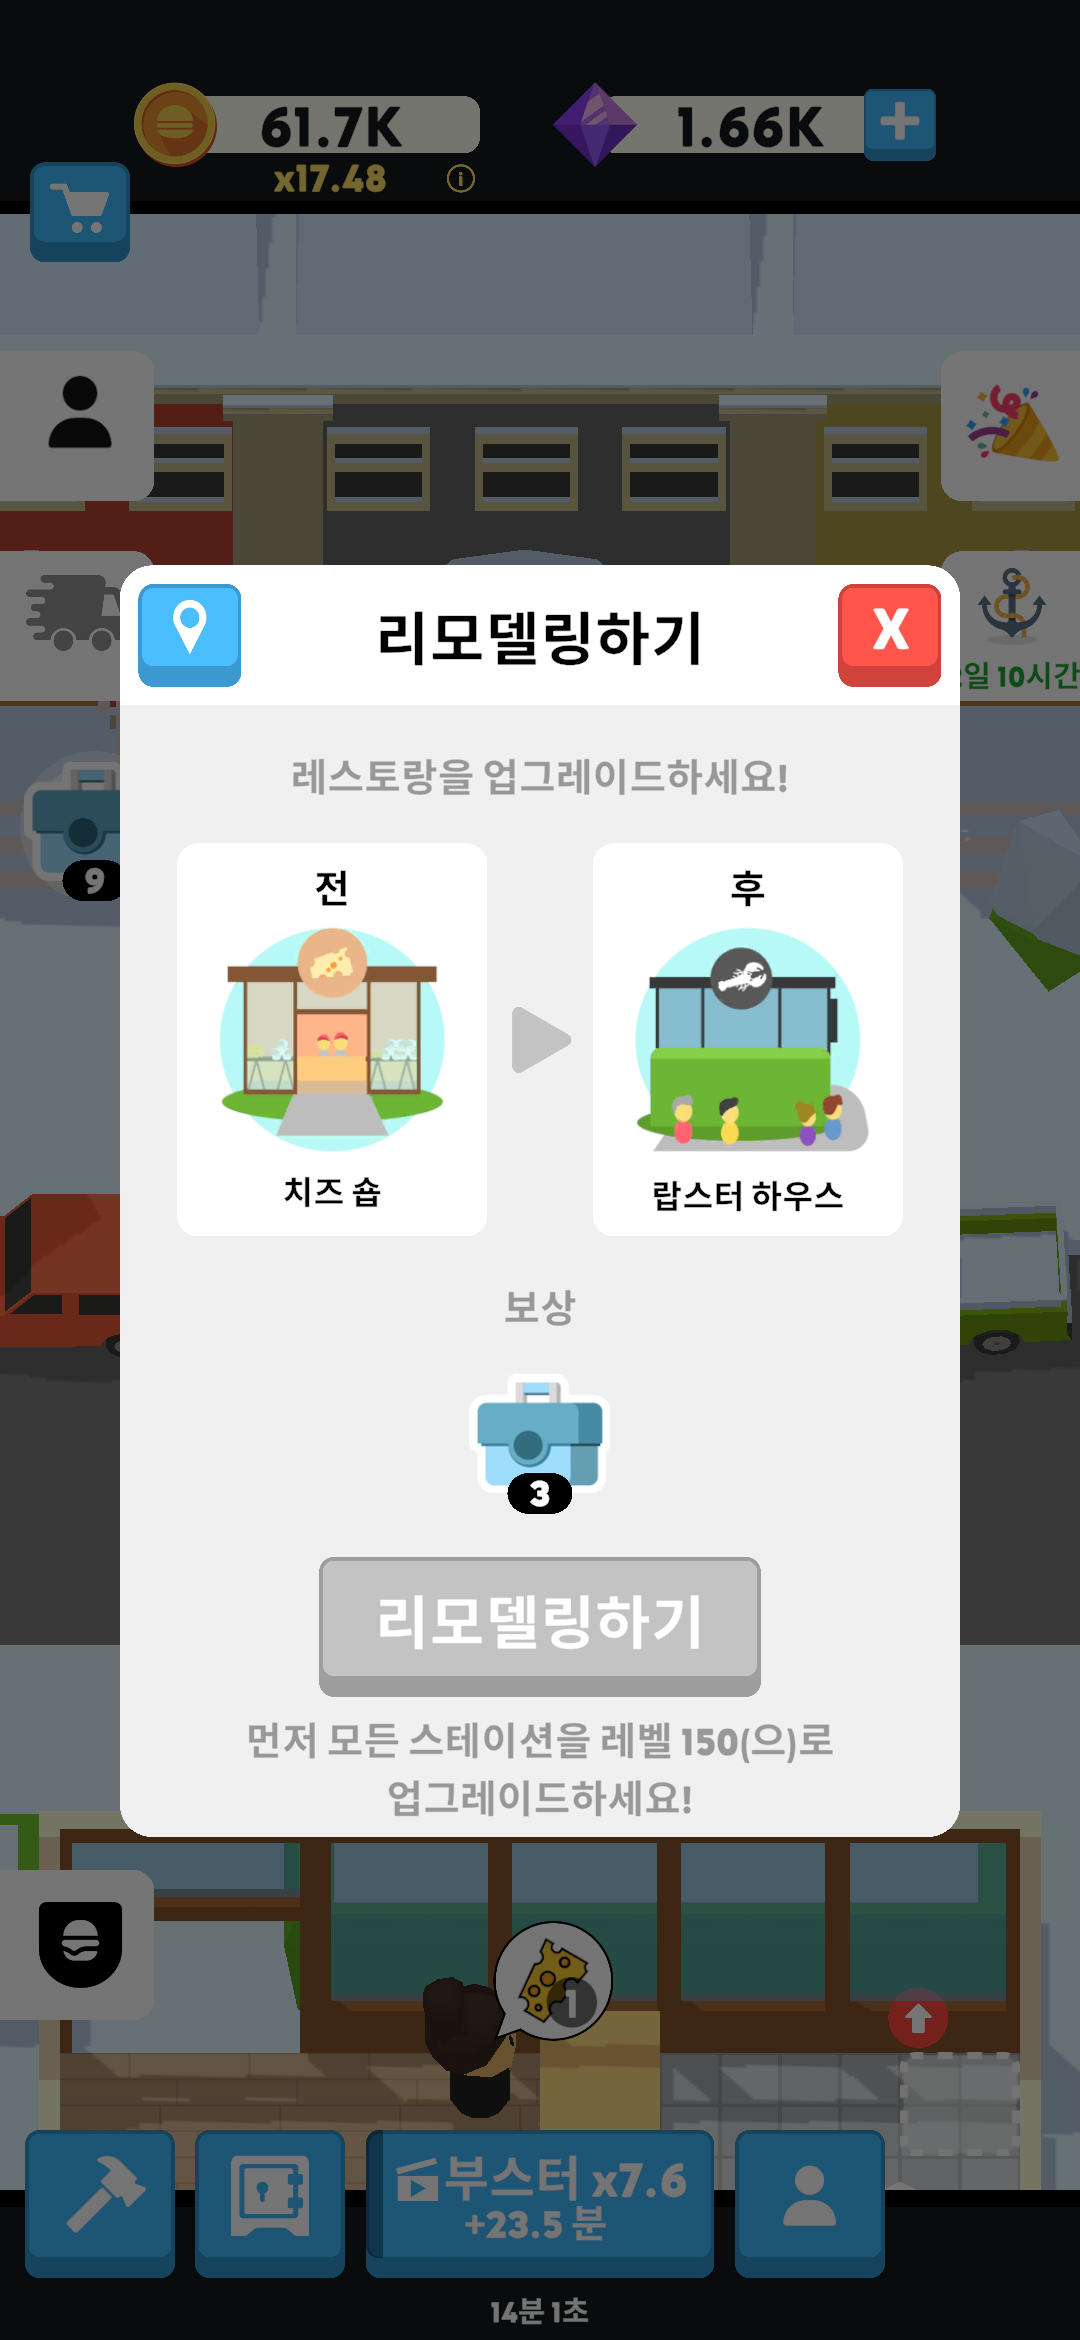 61.7K
1.66K
x17.48
리모델링하기
X
일 10시간
레스토랑을 업그레이드하세요!
9
전
후
치즈 숍
랍스터 하우스
보상
3
리모델링하기
먼저 모든 스테이션을 레벨 150(으)로
업그레이드하세요!
1
부스터 x7.6
+23.5 분
14분 1초